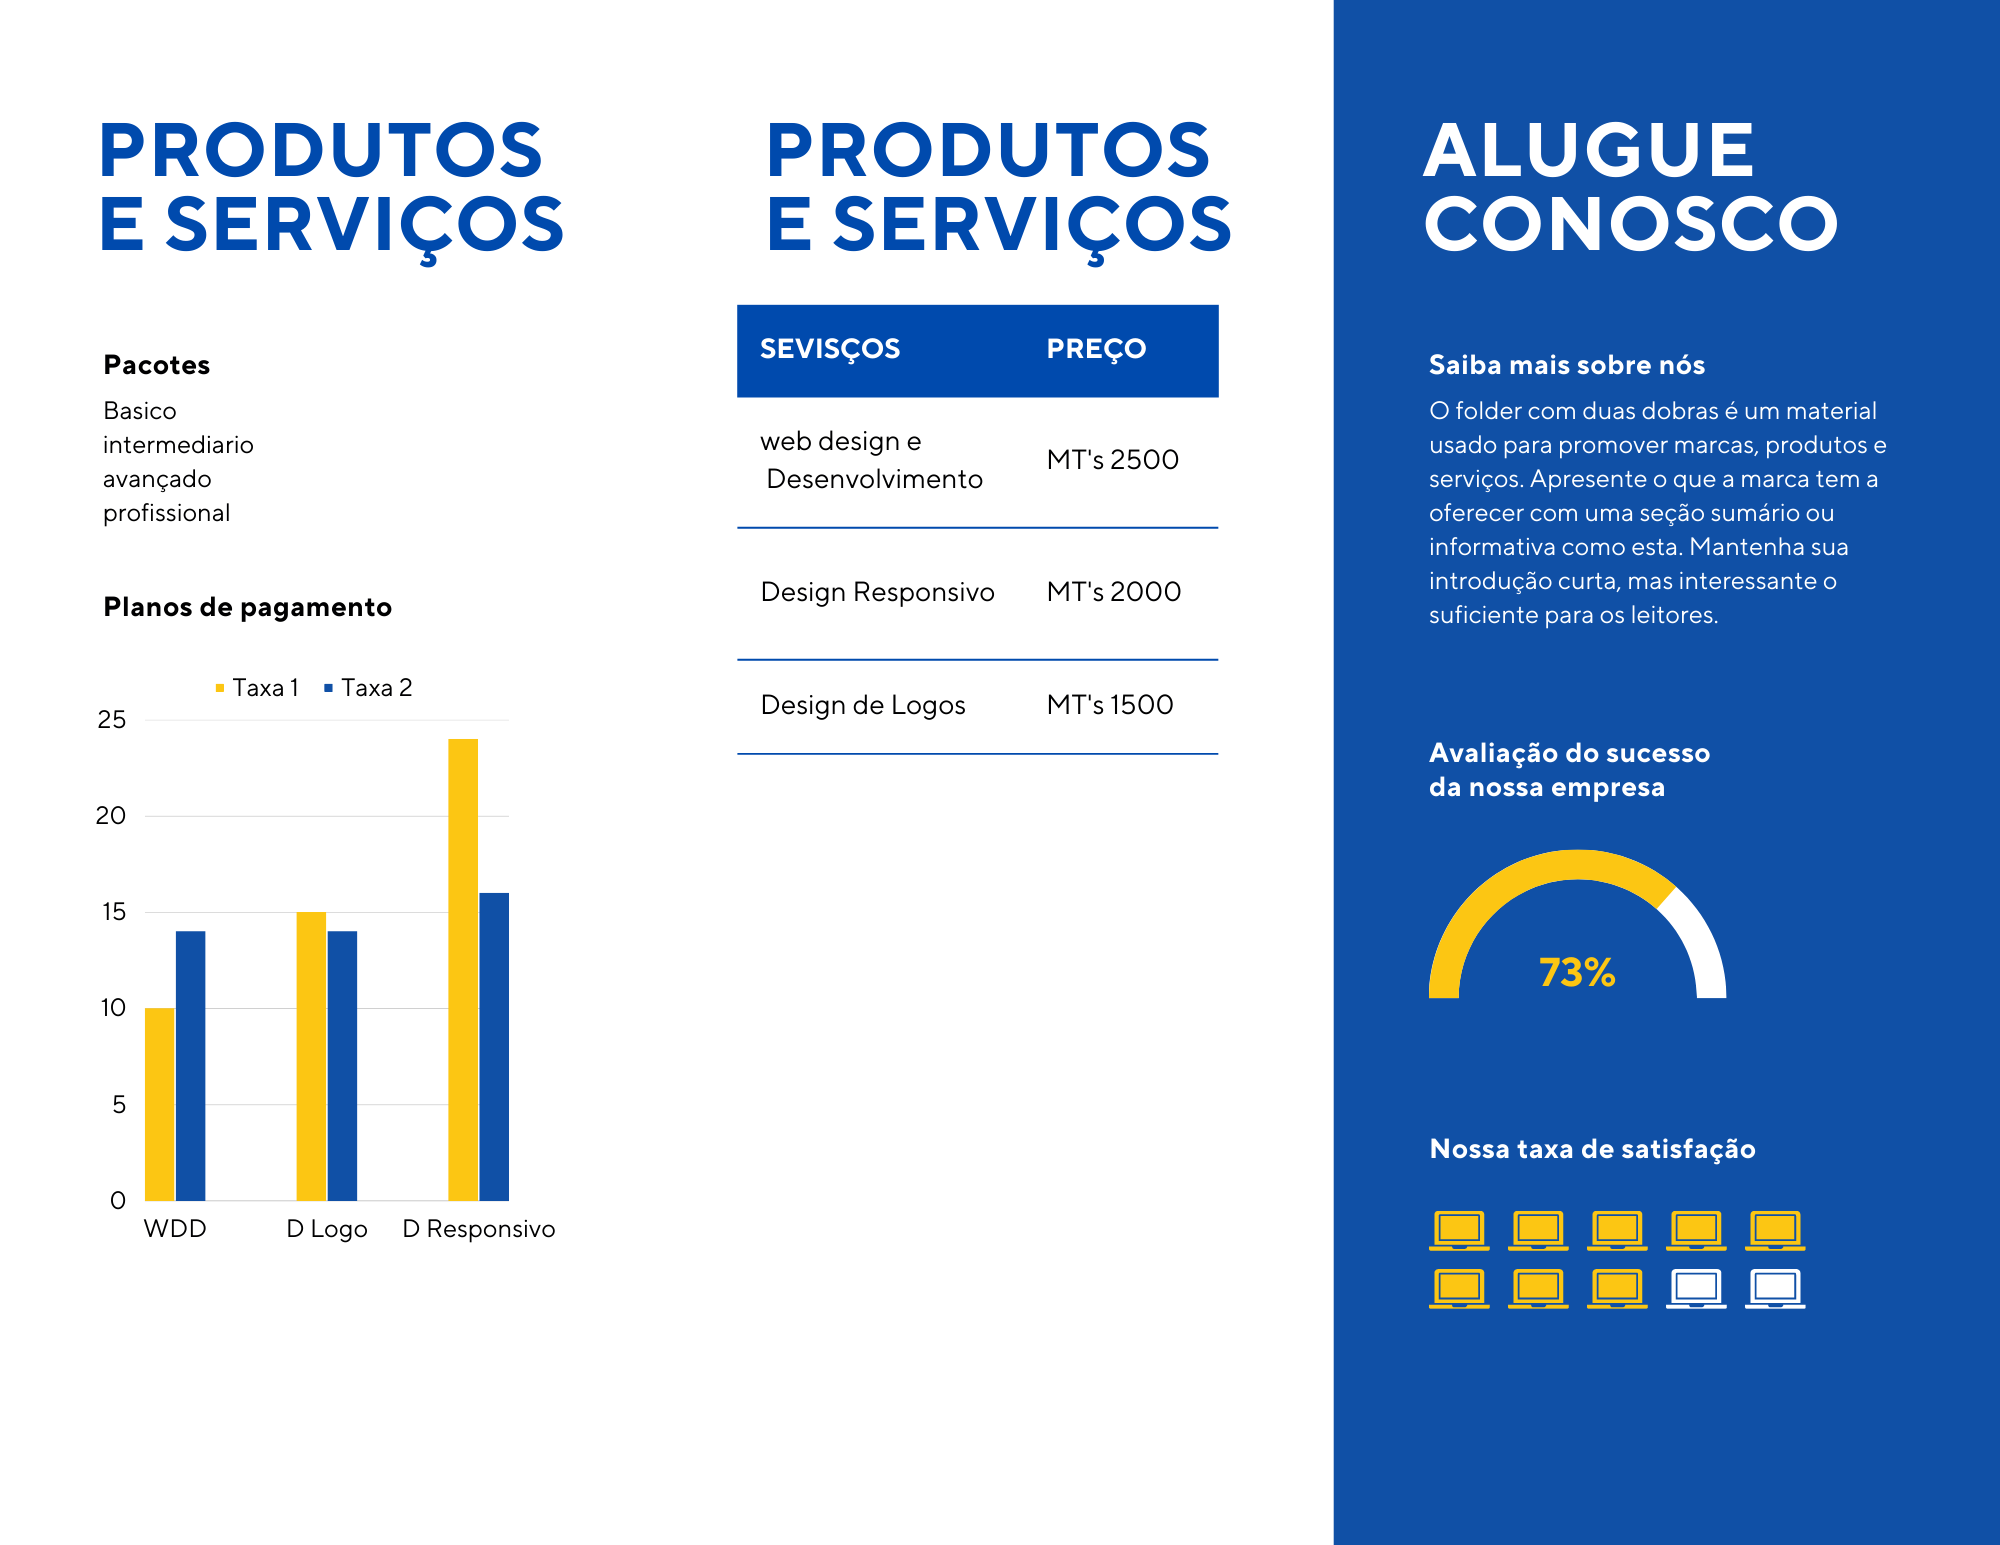 PRODUTOS
E SERVIÇOS
Pacotes
Basico
intermediario
avançado
profissional
Planos de pagamento
Taxa 1 Taxa 2
25
20
15
10
5
0
WDD D Logo D Responsivo
PRODUTOS
E SERVIÇOS
SEVISÇOS PREÇO
web design e
Desenvolvimento
MT's 2500
Design Responsivo MT's 2000
Design de Logos MT's 1500
ALUGUE
CONOSCO
Saiba mais sobre nós
O folder com duas dobras é um material
usado para promover marcas, produtos e
serviços. Apresente o que a marca tem a
oferecer com uma seção sumário ou
informativa como esta. Mantenha sua
introdução curta, mas interessante o
suficiente para os leitores.
Avaliação do sucesso
da nossa empresa
73%
Nossa taxa de satisfação